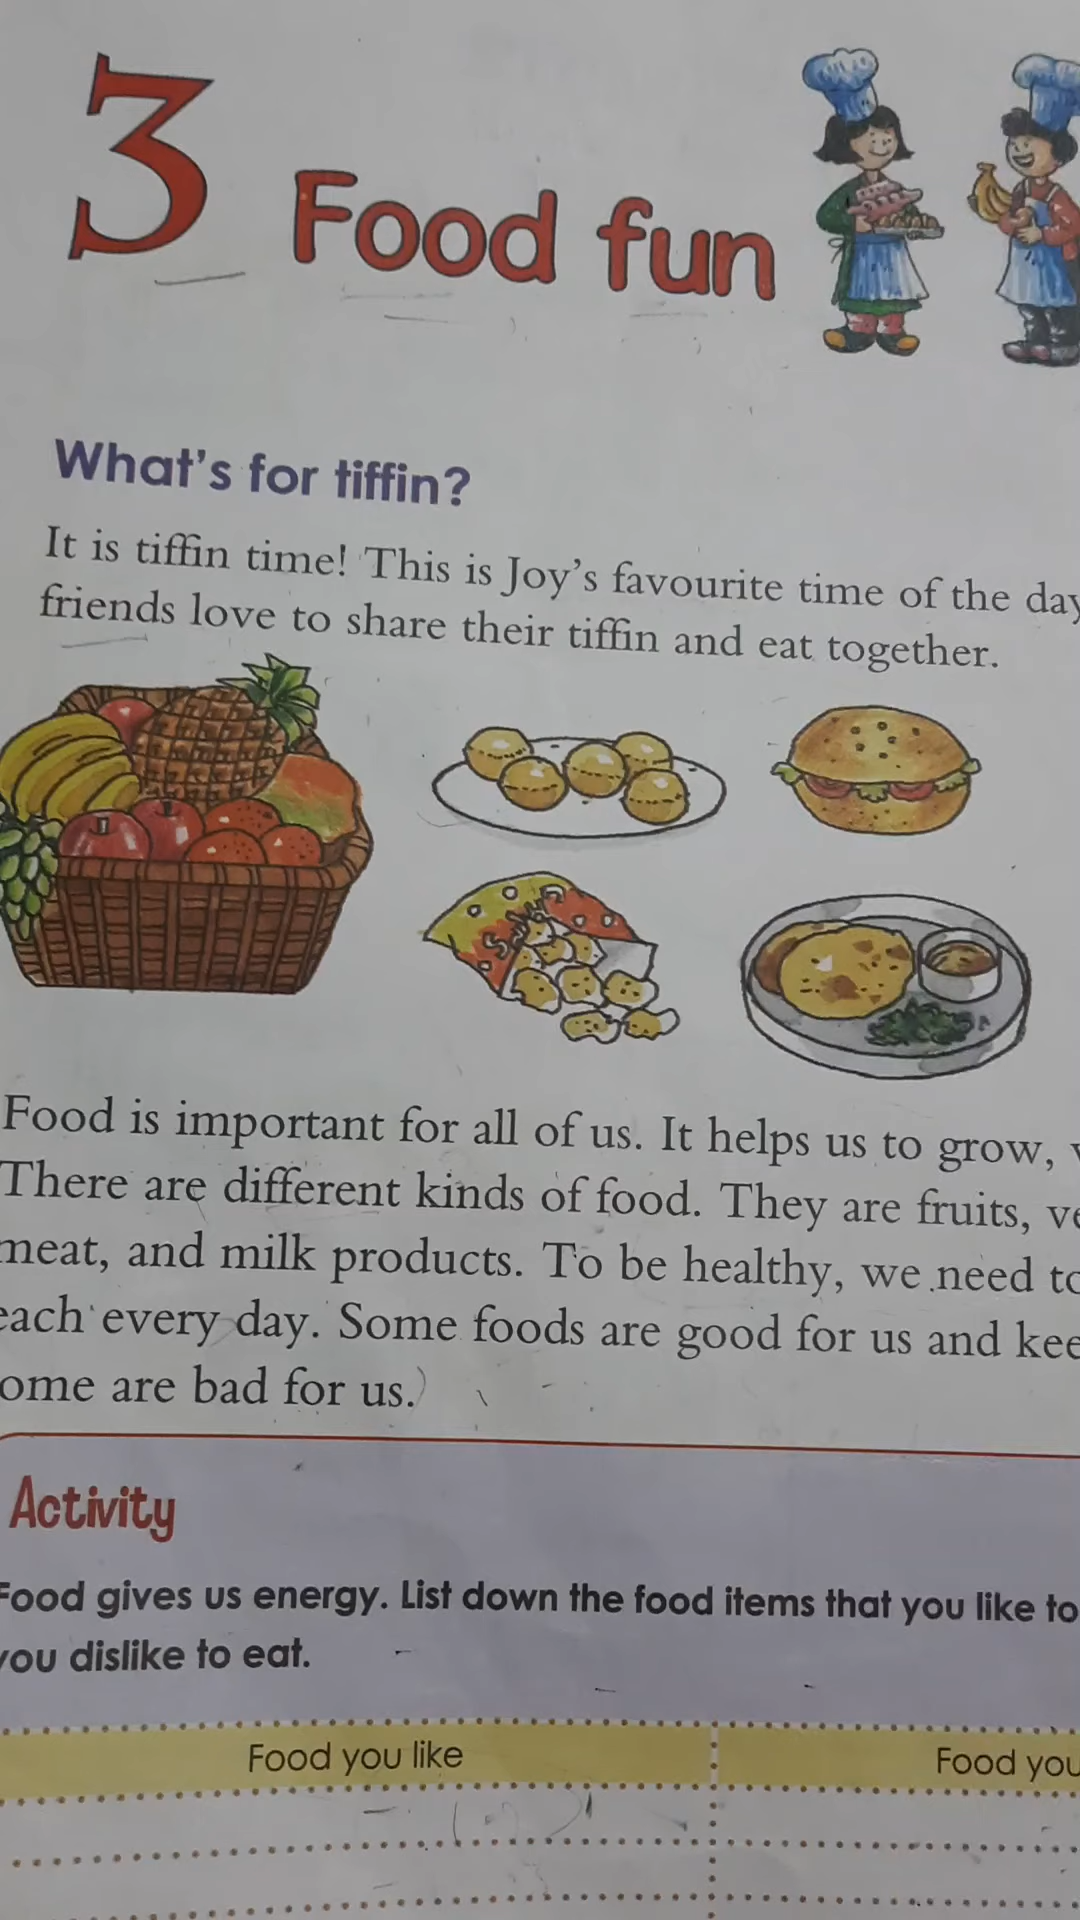 3 Food fun
What's for tiffin?
It is tiffin time! This is Joy's favourite time of the day
friends love to share their tiffin and eat together.
Food is important for all of us. It helps us to grow,
There are different kinds of food. They are fruits,
meat, and milk products. To be healthy, we need to
each every day. Some foods are good for us and
ome are bad for us.
Activity
Food gives us energy. List down the food items that you like to
you dislike to eat.
Food you like
Food you